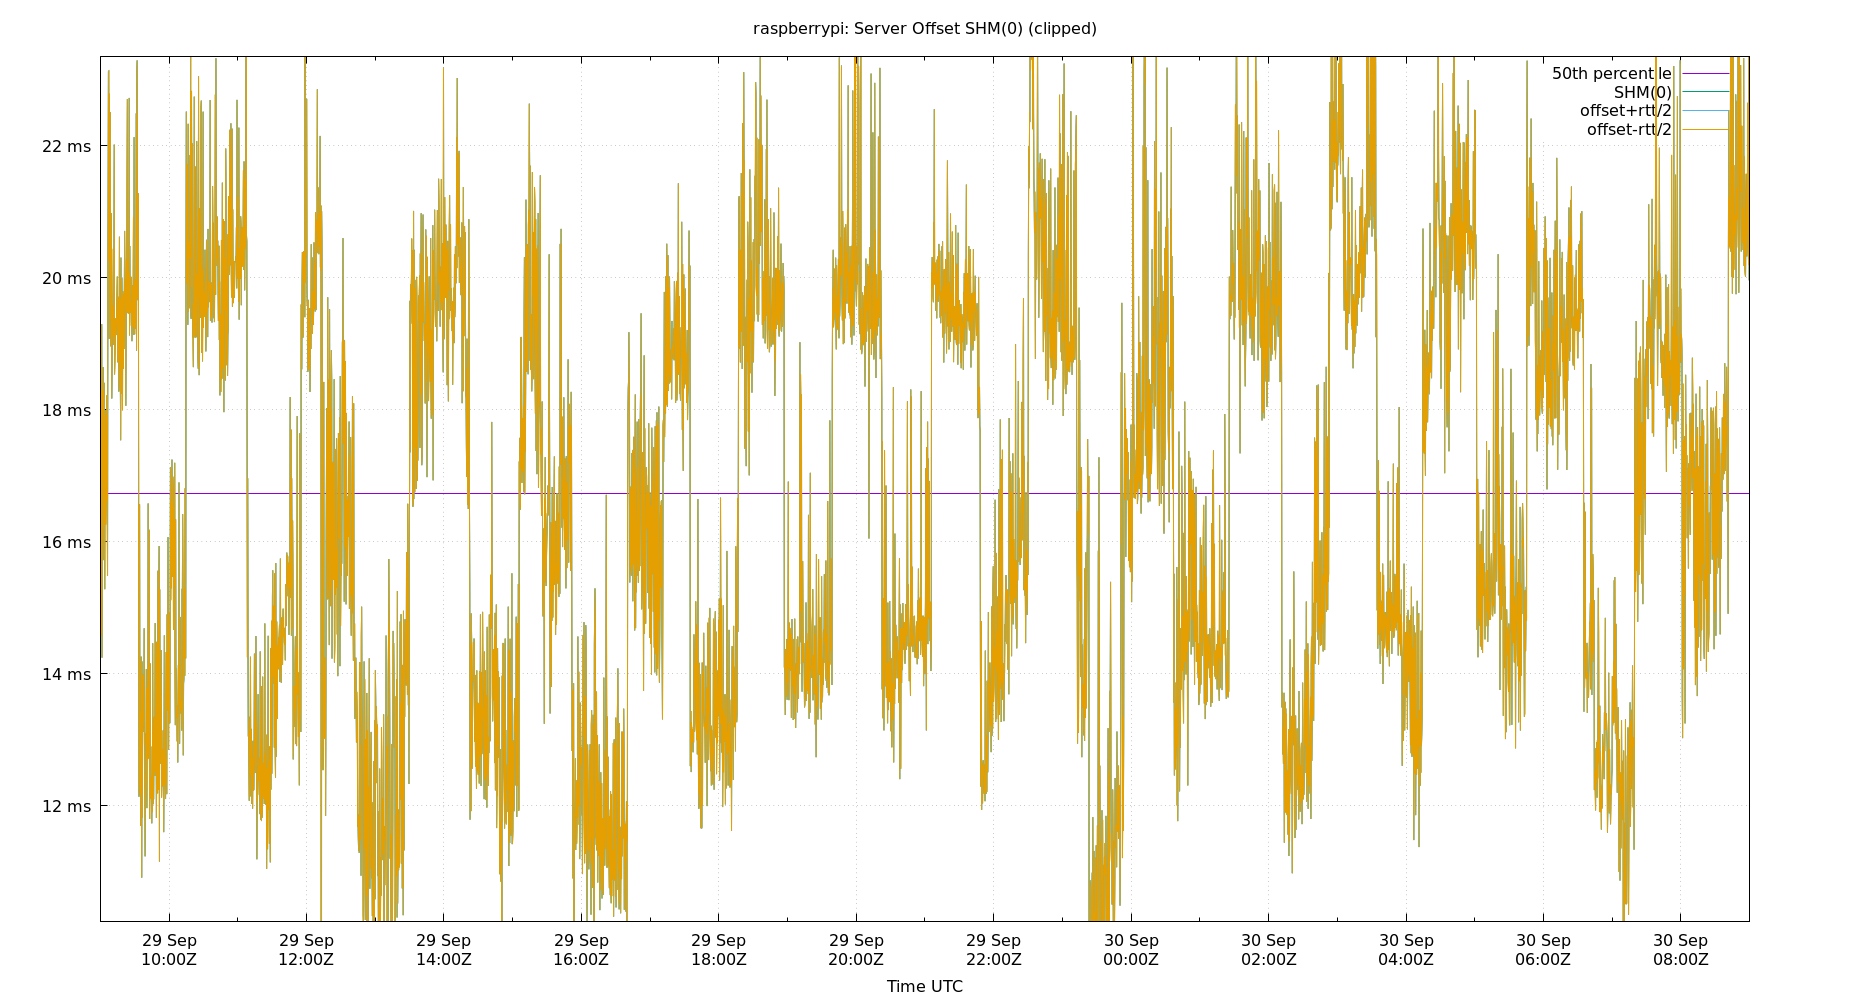 raspberrypi: Server Offset SHM(0) (clipped)
50th percentile
SHM(0)
offset+rtt/2
offset-rtt/2
22 ms
20 ms
18 ms
16 ms
14 ms
12 ms
29 Sep 29 Sep 29 Sep 29 Sep 29 Sep 29 Sep 29 Sep 30 Sep 30 Sep 30 Sep 30 Sep 30 Sep
10:00Z 12:00Z 14:00Z 16:00Z 18:00Z 20:00Z 22:00Z 00:00Z 02:00Z 04:00Z 06:00Z 08:00Z
Time UTC